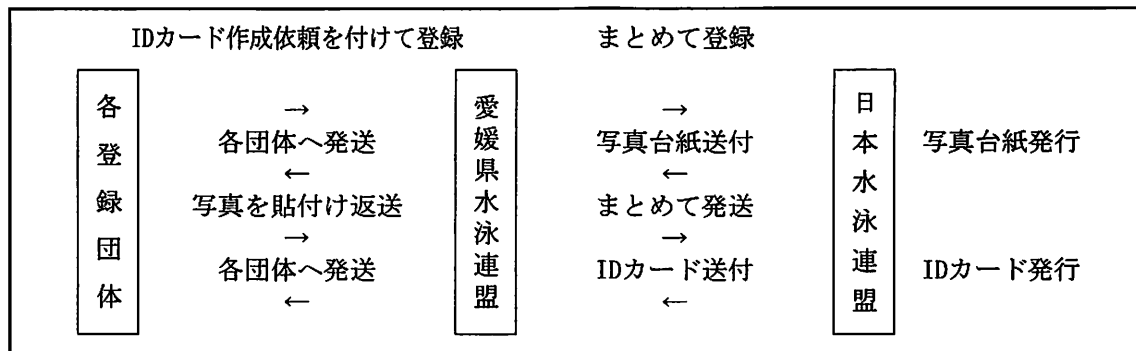 IDカード作成依頼を付けて登録 まとめて登録
各登録団体
→
各団体へ発送
←
写真を貼付け返送
→
各団体へ発送
←
愛媛県水泳連盟
→
写真台紙送付
←
まとめて発送
→
IDカード送付
←
日本水泳連盟
写真台紙発行
IDカード発行